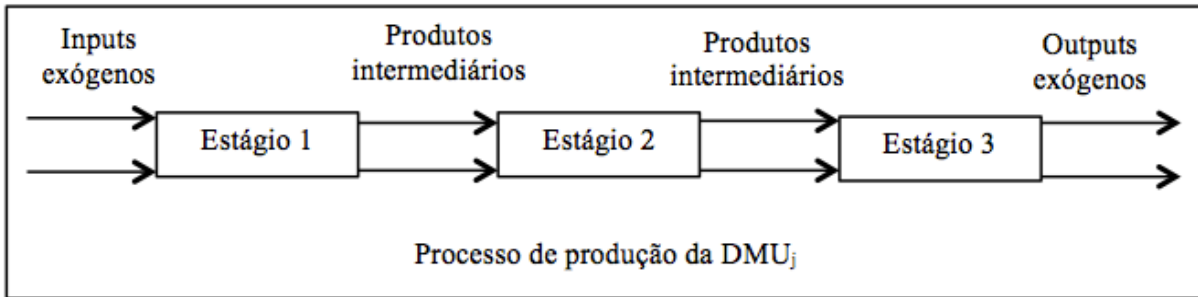 Inputs
exógenos
Produtos
intermediários
Produtos
intermediários
Outputs
exógenos
Estágio 1
Estágio 2
Estágio 3
Processo de produção da DMUj